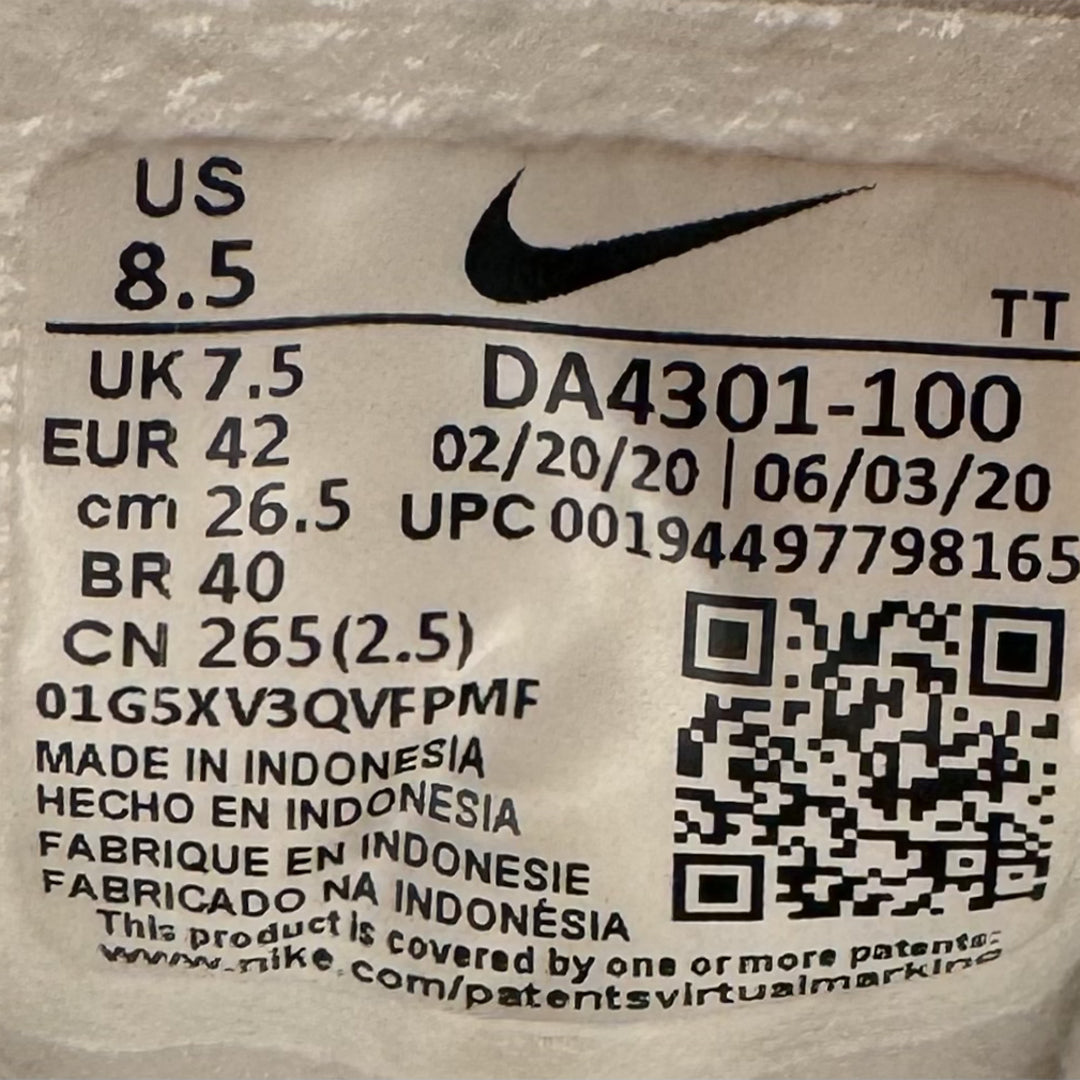 US
8.5
TT
UK 7.5
EUR 42
cm 26.5
BR 40
CN 265(2.5)
DA4301-100
02/20/20 | 06/03/20
UPC 00194497798165
01G5XV3QVFPMF
MADE IN INDONESIA
HECHO EN INDONESIA
FABRIQUE EN INDONESIE
FABRICADO NA INDONÉSIA
This product is covered by one or more patents:
www.nike.com/patentsvirtualmarking